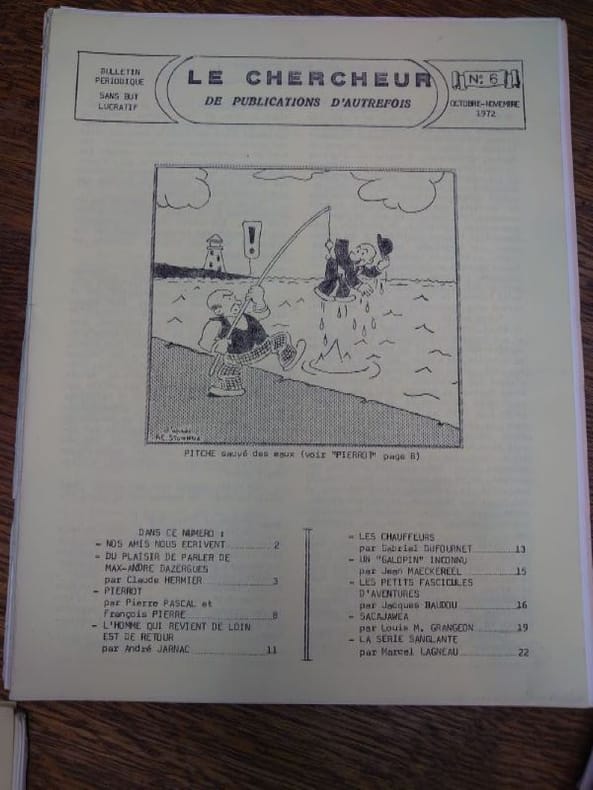 BULLETIN
PERIODIQUE
SANS BUT
LUCRATIF
LE CHERCHEUR
DE PUBLICATIONS D'AUTREFOIS
N° 6
OCTOBRE-NOVEMBRE
1972
!
PITCHE sauvé des eaux (voir "PIERROT" page 8)
DANS CE NUMERO :
- NOS AMIS NOUS ECRIVENT 2
- DU PLAISIR DE PARLER DE
MAX-ANDRE DAZERGUES
par Claude HERMIER 3
- PIERROT
par Pierre PASCAL et
François PIERRE 8
- L'HOMME QUI REVIENT DE LOIN
EST DE RETOUR
par André JARNAC 11
- LES CHAUFFEURS
par Gabriel DUFOURNET 13
- UN "GALOPIN" INCONNU
par Jean MAECKEREEL 15
- LES PETITS FASCICULES
D'AVENTURES
par Jacques BAUDOU 16
- SACAJAWEA
par Louis M. GRANGEON 19
- LA SERIE SANGLANTE
par Marcel LAGNEAU 22